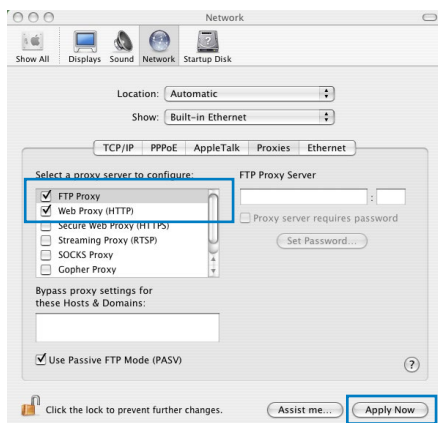 Network
Show All Displays Sound Network Startup Disk
Location: Automatic
Show: Built-in Ethernet
TCP/IP PPPoE AppleTalk Proxies Ethernet
Select a proxy server to configure: FTP Proxy Server
FTP Proxy
:
Web Proxy (HTTP)
Proxy server requires password
Secure Web Proxy (HTTPS)
Streaming Proxy (RTSP) Set Password...
SOCKS Proxy
Gopher Proxy
Bypass proxy settings for
these Hosts & Domains:
Use Passive FTP Mode (PASV) ?
Click the lock to prevent further changes. Assist me... Apply Now